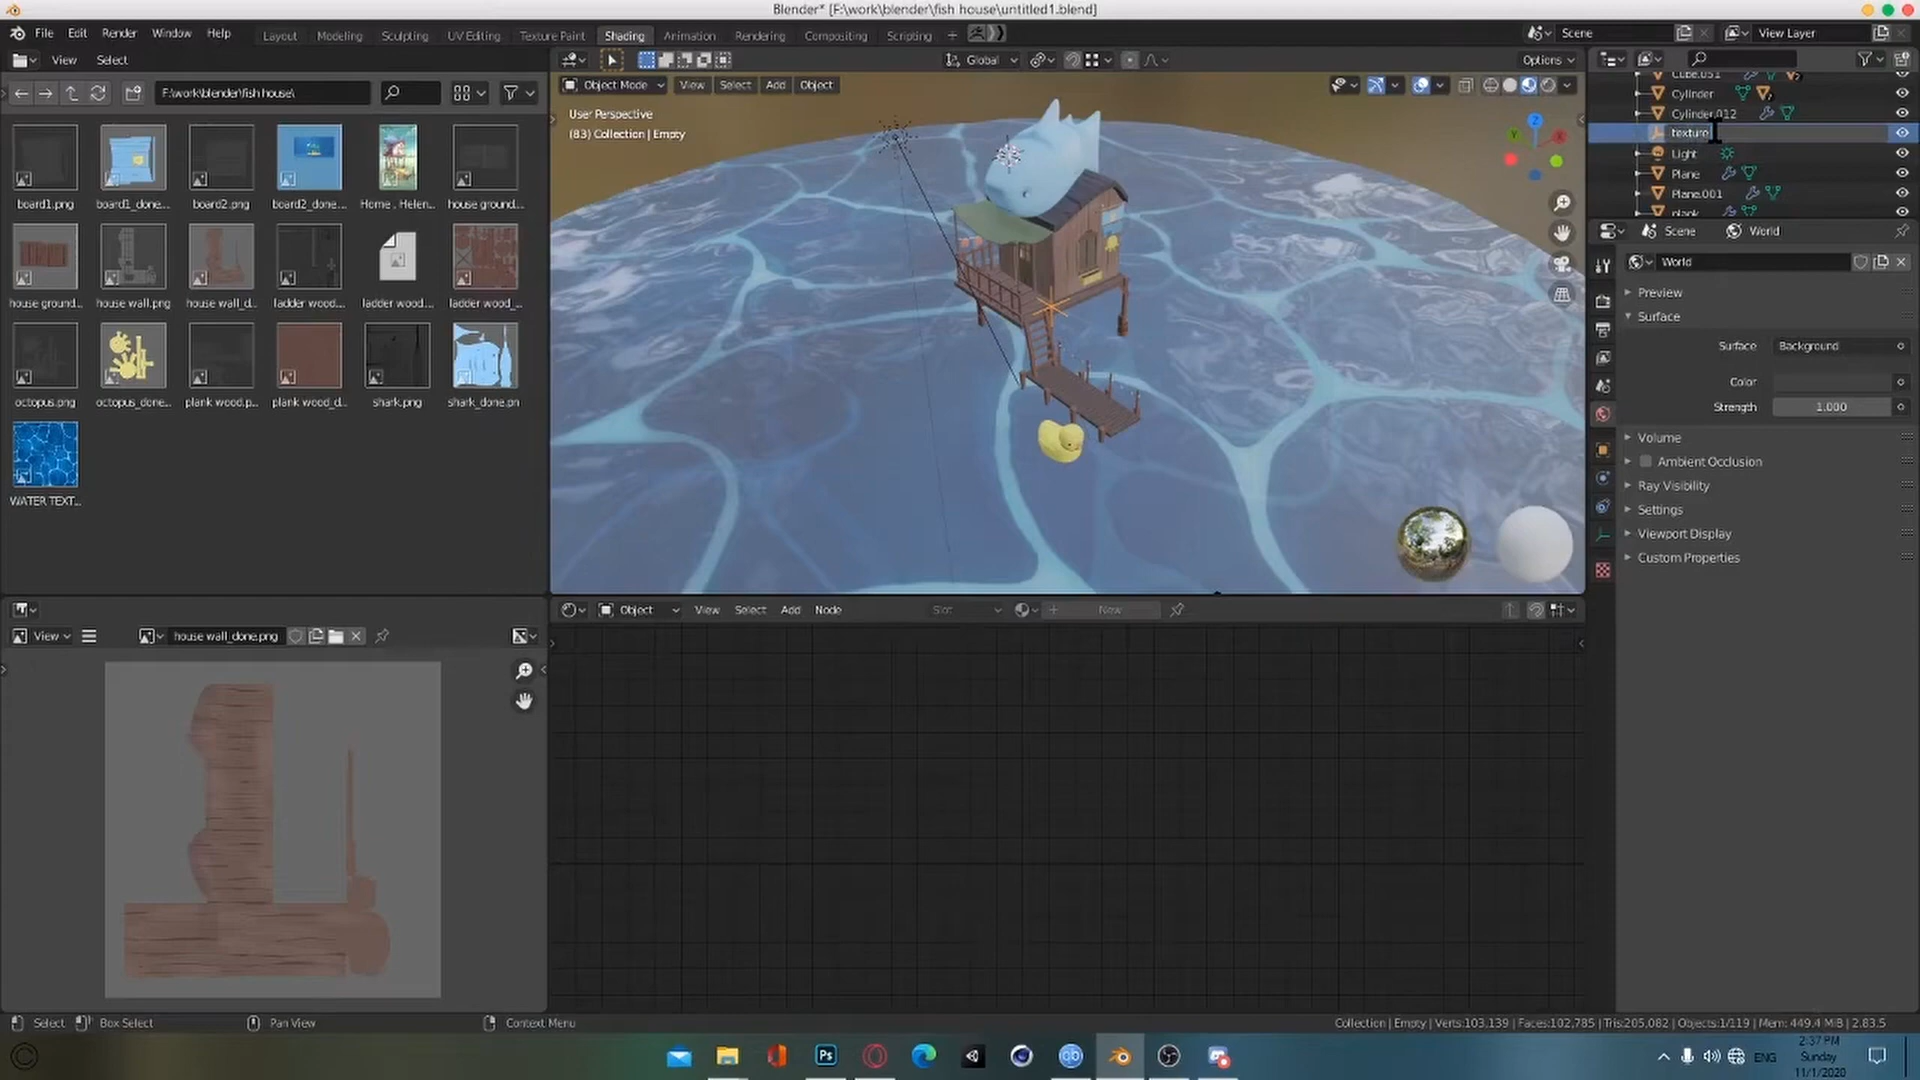 Blender* [F:\work\blender\fish house\untitled1.blend]
File Edit Render Window Help Layout Modeling Sculpting UV Editing Texture Paint Shading Animation Rendering Compositing Scripting + Scene View Layer
View Select Global Options
F:\work\blender\fish house\ Object Mode View Select Add Object
User Perspective
(83) Collection | Empty
Cube.051
Cylinder
Cylinder.012
texture
Light
Plane
Plane.001
plank
board1.png board1_done... board2.png board2_done... Home , Helen... house ground...
house ground... house wall.png house wall_d... ladder wood... ladder wood... ladder wood_...
octopus.png octopus_done... plank wood.p... plank wood_d... shark.png shark_done.pn
WATER TEXT...
Scene World
World
Preview
Surface
Surface Background
Color
Strength 1.000
Volume
Ambient Occlusion
Ray Visibility
Settings
Viewport Display
Custom Properties
Object View Select Add Node Slot New
View house wall_done.png
Select Box Select Pan View Context Menu Collection | Empty | Verts:103,139 | Faces:102,785 | Tris:205,082 | Objects:1/119 | Mem: 449.4 MiB | 2.83.5
Ps ENG
2:37 PM
Sunday
11/1/2020